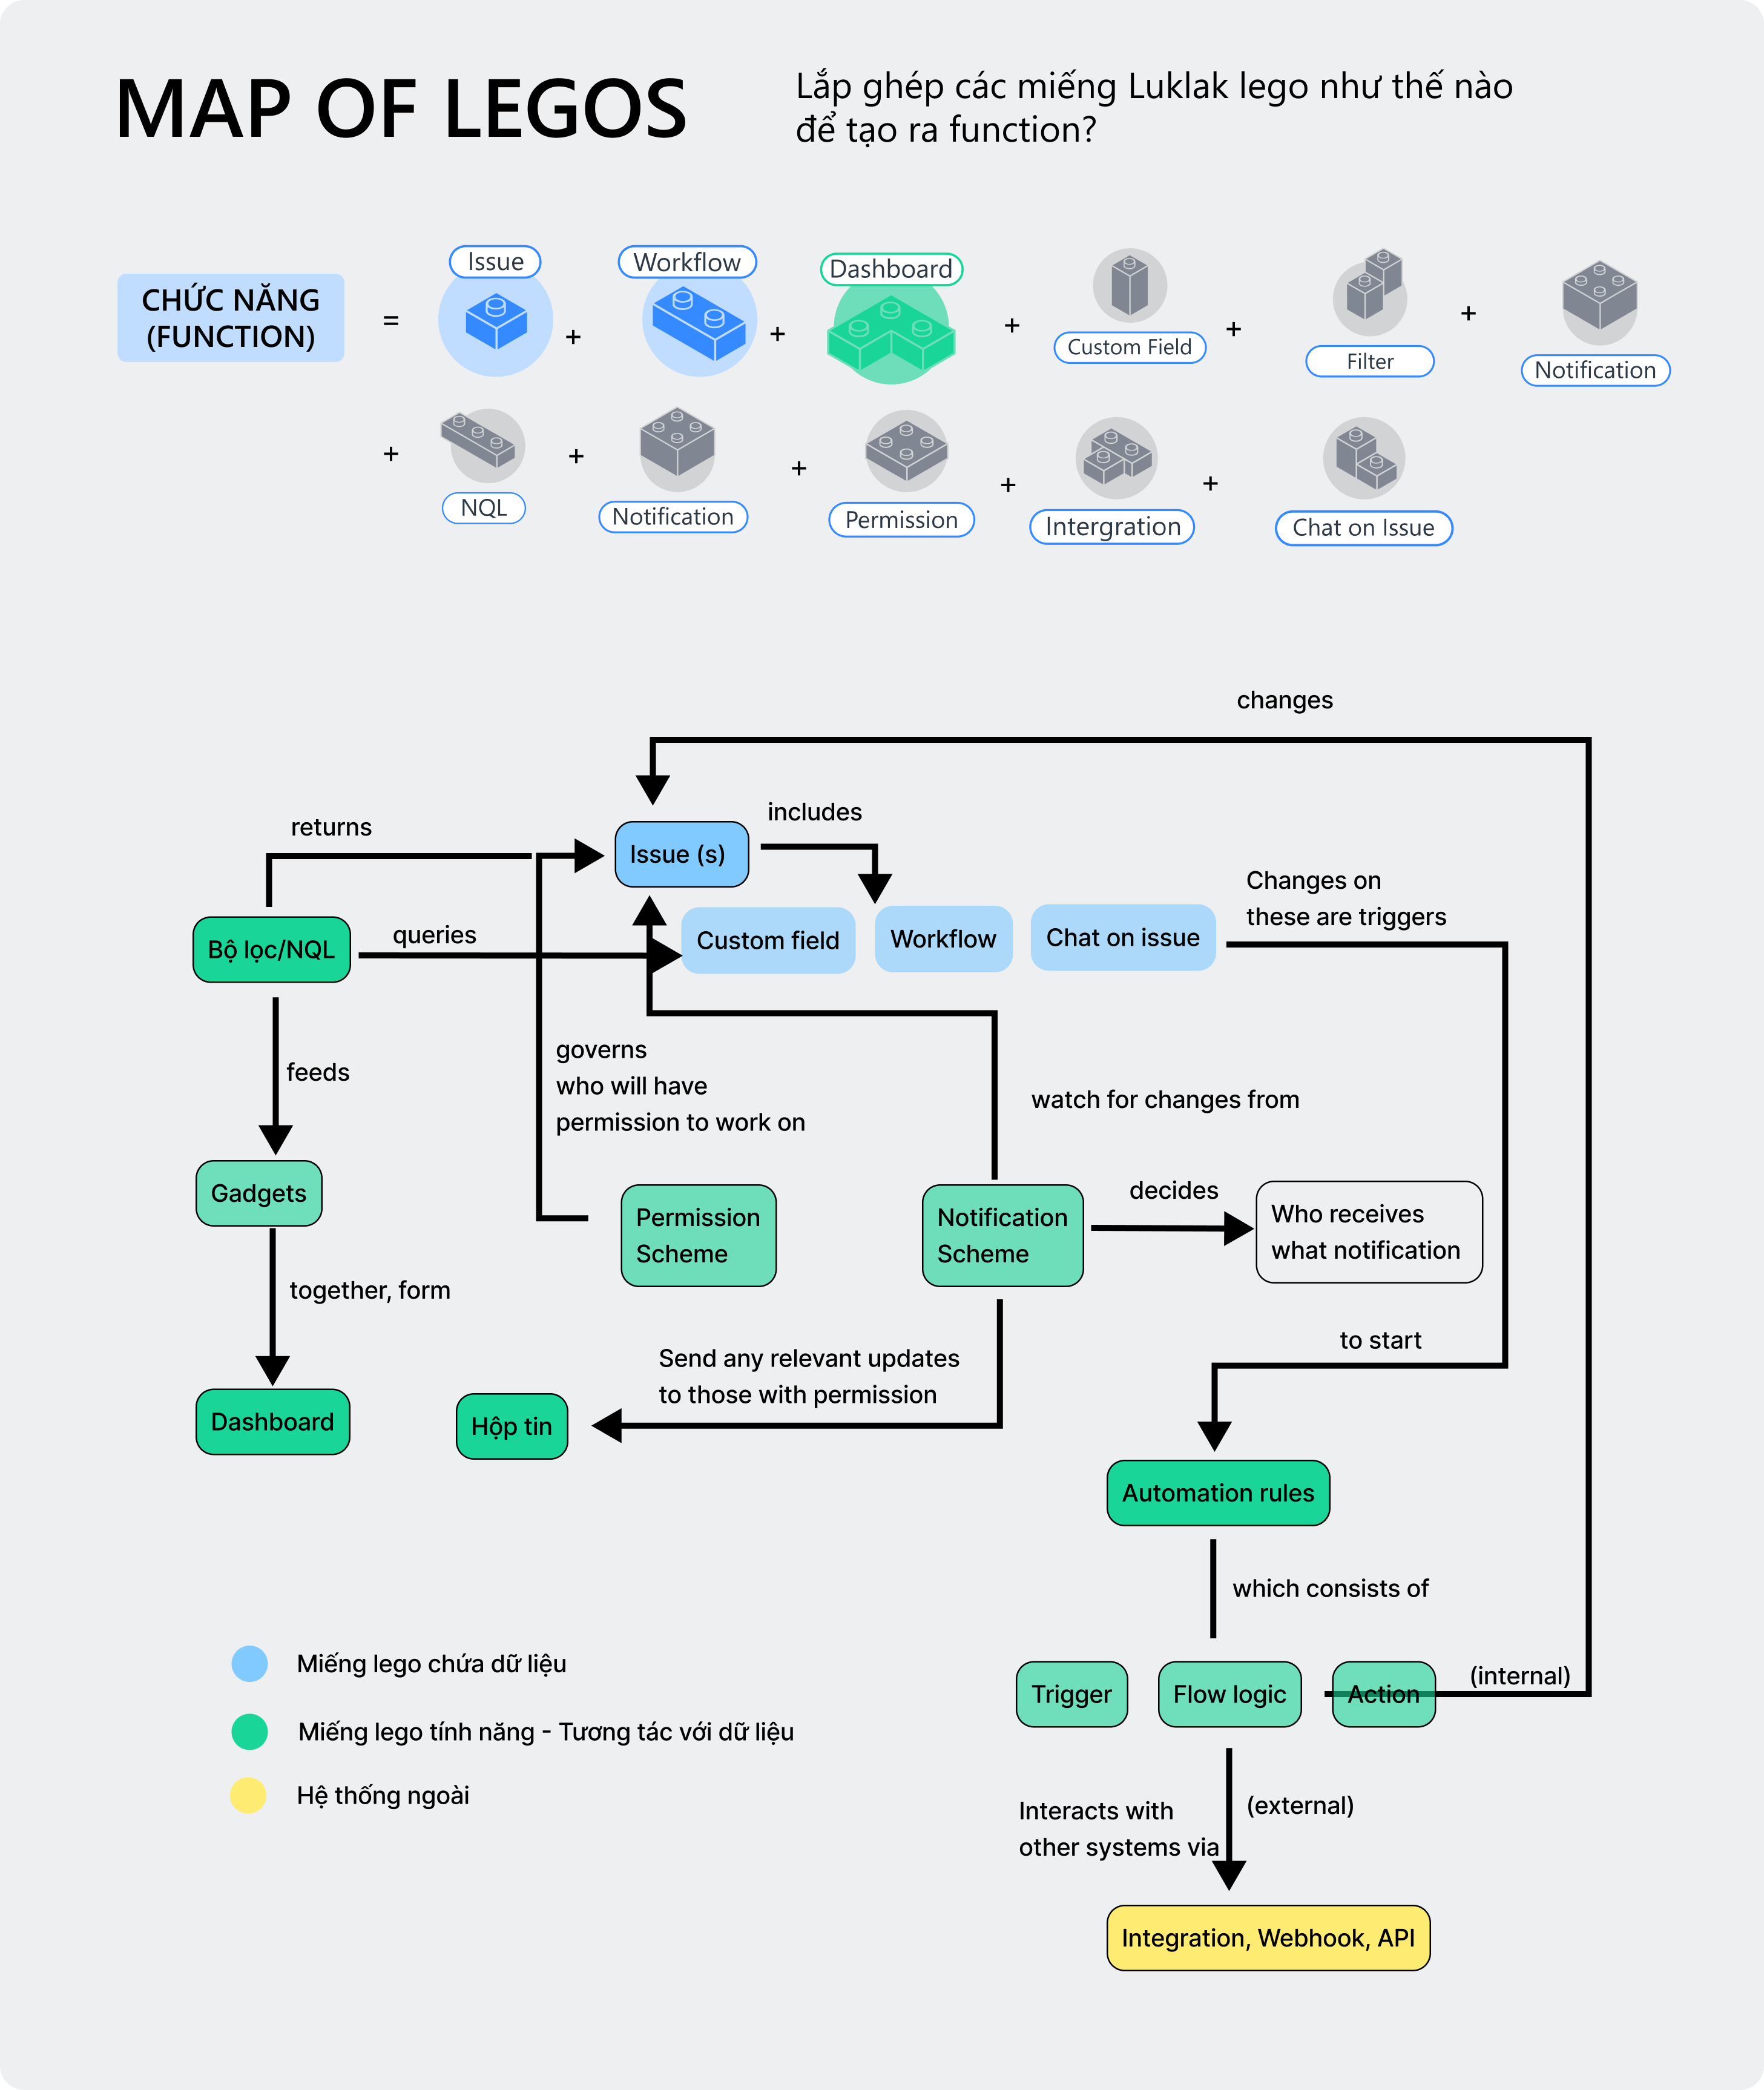 MAP OF LEGOS
Lắp ghép các miếng Luklak lego như thế nào
để tạo ra function?
CHỨC NĂNG
(FUNCTION)
=
Issue
+
Workflow
+
Dashboard
+
Custom Field
+
Filter
+
Notification
+
NQL
+
Notification
+
Permission
+
Intergration
+
Chat on Issue
changes
includes
returns
Issue (s)
Changes on
these are triggers
queries
Bộ lọc/NQL
Custom field
Workflow
Chat on issue
governs
who will have
permission to work on
feeds
watch for changes from
Gadgets
Permission
Scheme
Notification
Scheme
decides
Who receives
what notification
together, form
to start
Send any relevant updates
to those with permission
Dashboard
Hộp tin
Automation rules
which consists of
Trigger
Flow logic
Action
(internal)
Miếng lego chứa dữ liệu
Miếng lego tính năng - Tương tác với dữ liệu
Hệ thống ngoài
Interacts with
other systems via
(external)
Integration, Webhook, API